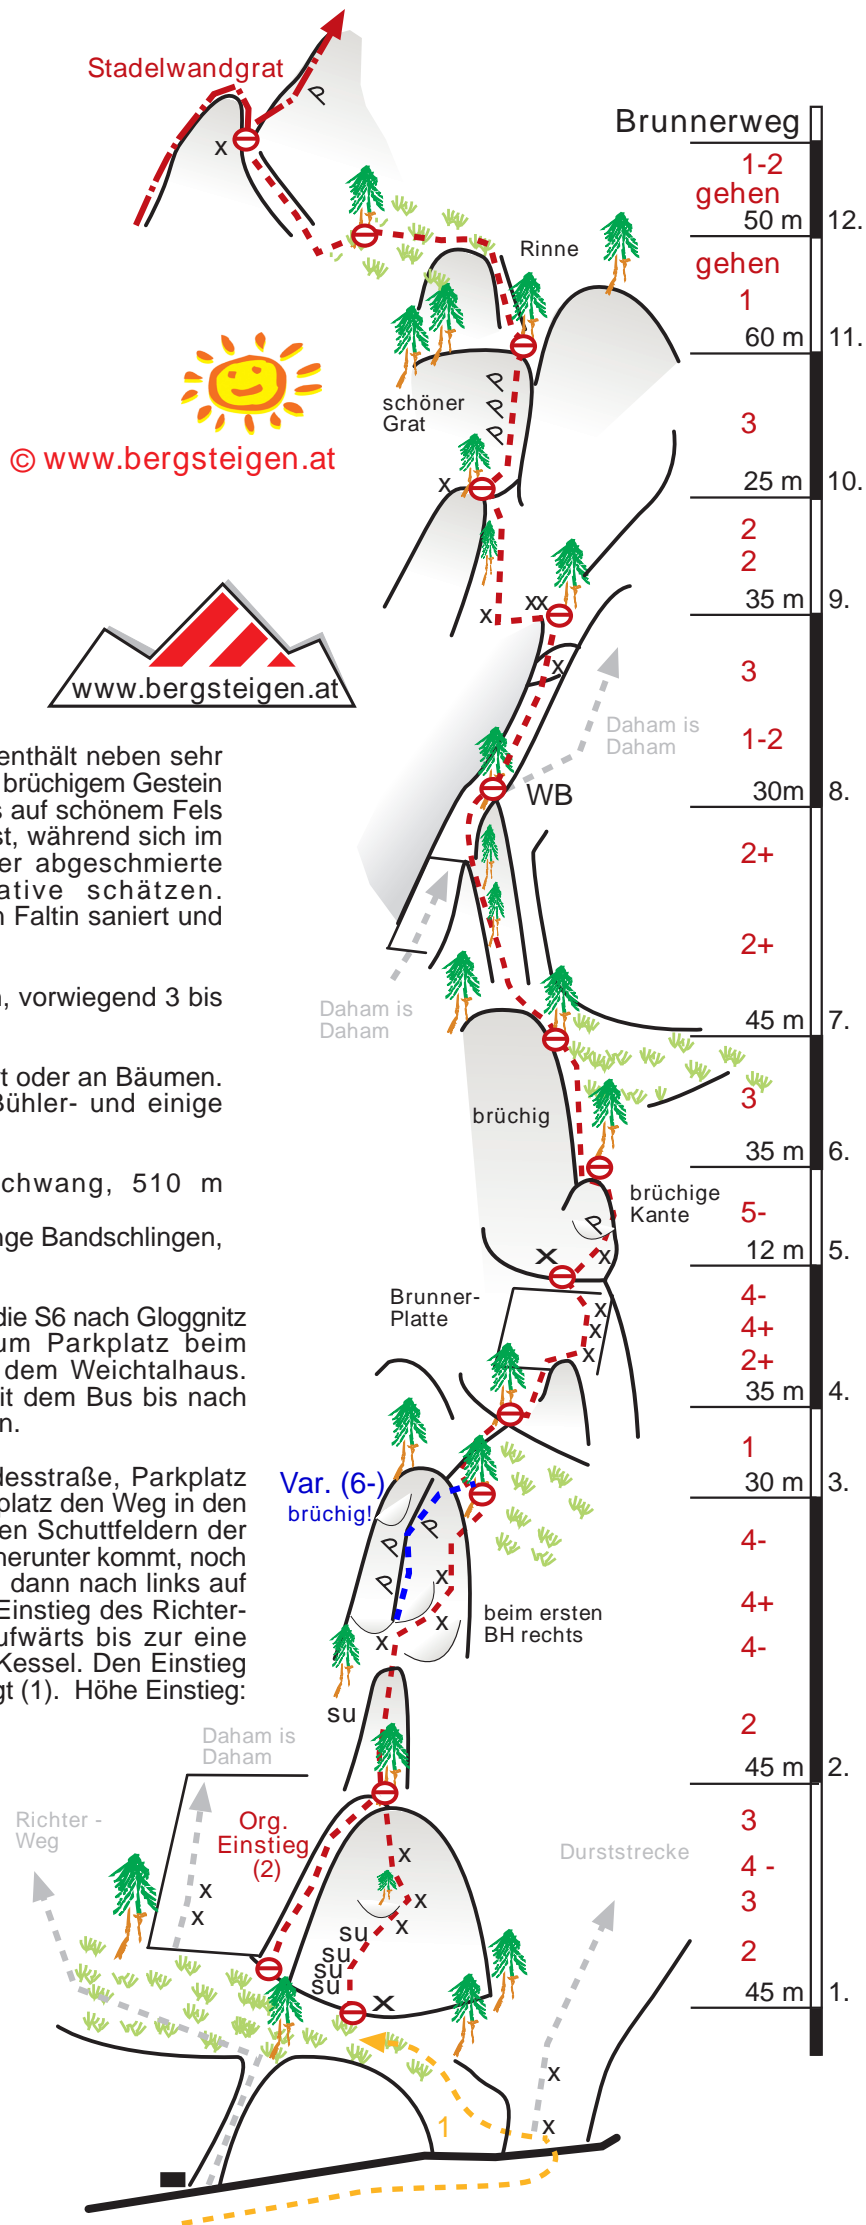 Stadelwandgrat
x
Brunnerweg
1-2
gehen
50 m
12.
Rinne
gehen
1
60 m
11.
schöner
Grat
3
25 m
10.
x
© www.bergsteigen.at
2
2
35 m
9.
x
xx
x
3
1-2
30m
8.
www.bergsteigen.at
Daham is
Daham
WB
enthält neben sehr
brüchigem Gestein
s auf schönem Fels
st, während sich im
er abgeschmierte
ative schätzen.
n Faltin saniert und
2+
2+
45 m
7.
Daham is
Daham
n, vorwiegend 3 bis
t oder an Bäumen.
Bühler- und einige
brüchig
3
35 m
6.
chwang, 510 m
nge Bandschlingen,
brüchige
Kante
x
x
5-
12 m
5.
Brunner-
Platte
x
x
x
4-
4+
2+
35 m
4.
die S6 nach Gloggnitz
um Parkplatz beim
dem Weichtalhaus.
it dem Bus bis nach
n.
1
30 m
3.
desstraße, Parkplatz
platz den Weg in den
en Schuttfeldern der
herunter kommt, noch
dann nach links auf
Einstieg des Richter-
ufwärts bis zur eine
Kessel. Den Einstieg
gt (1). Höhe Einstieg:
Var. (6-)
brüchig!
x
x
x
beim ersten
BH rechts
su
4-
4+
4-
2
45 m
2.
Daham is
Daham
Richter -
Weg
Org.
Einstieg
(2)
Durststrecke
x
x
x
x
x
su
su
su
su
x
3
4 -
3
2
45 m
1.
x
x
1